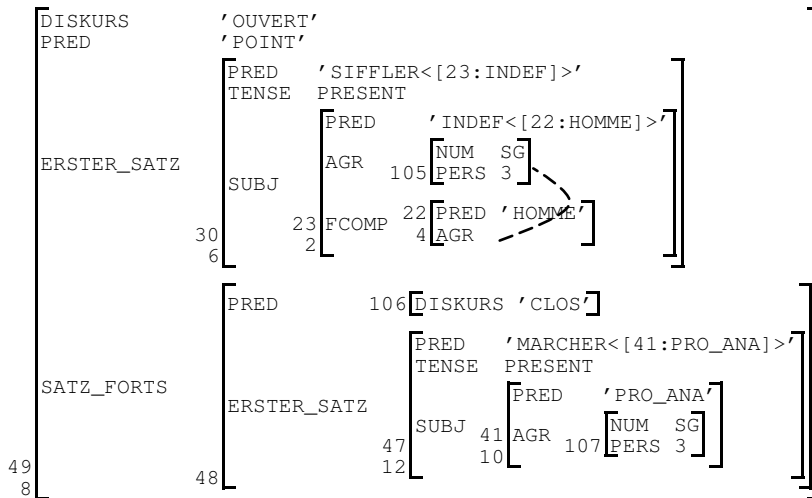 DISKURS 'OUVERT'
PRED 'POINT'
PRED 'SIFFLER<[23:INDEF]>'
TENSE PRESENT
PRED 'INDEF<[22:HOMME]>'
NUM SG
ERSTER_SATZ AGR
105 PERS 3
SUBJ
22 PRED 'HOMME'
23 FCOMP
30 4 AGR
2
6
PRED 106 DISKURS 'CLOS'
PRED 'MARCHER<[41:PRO_ANA]>'
TENSE PRESENT
SATZ_FORTS PRED 'PRO_ANA'
ERSTER_SATZ
SUBJ NUM SG
41 AGR
47 107 PERS 3
10
49 12
48
8